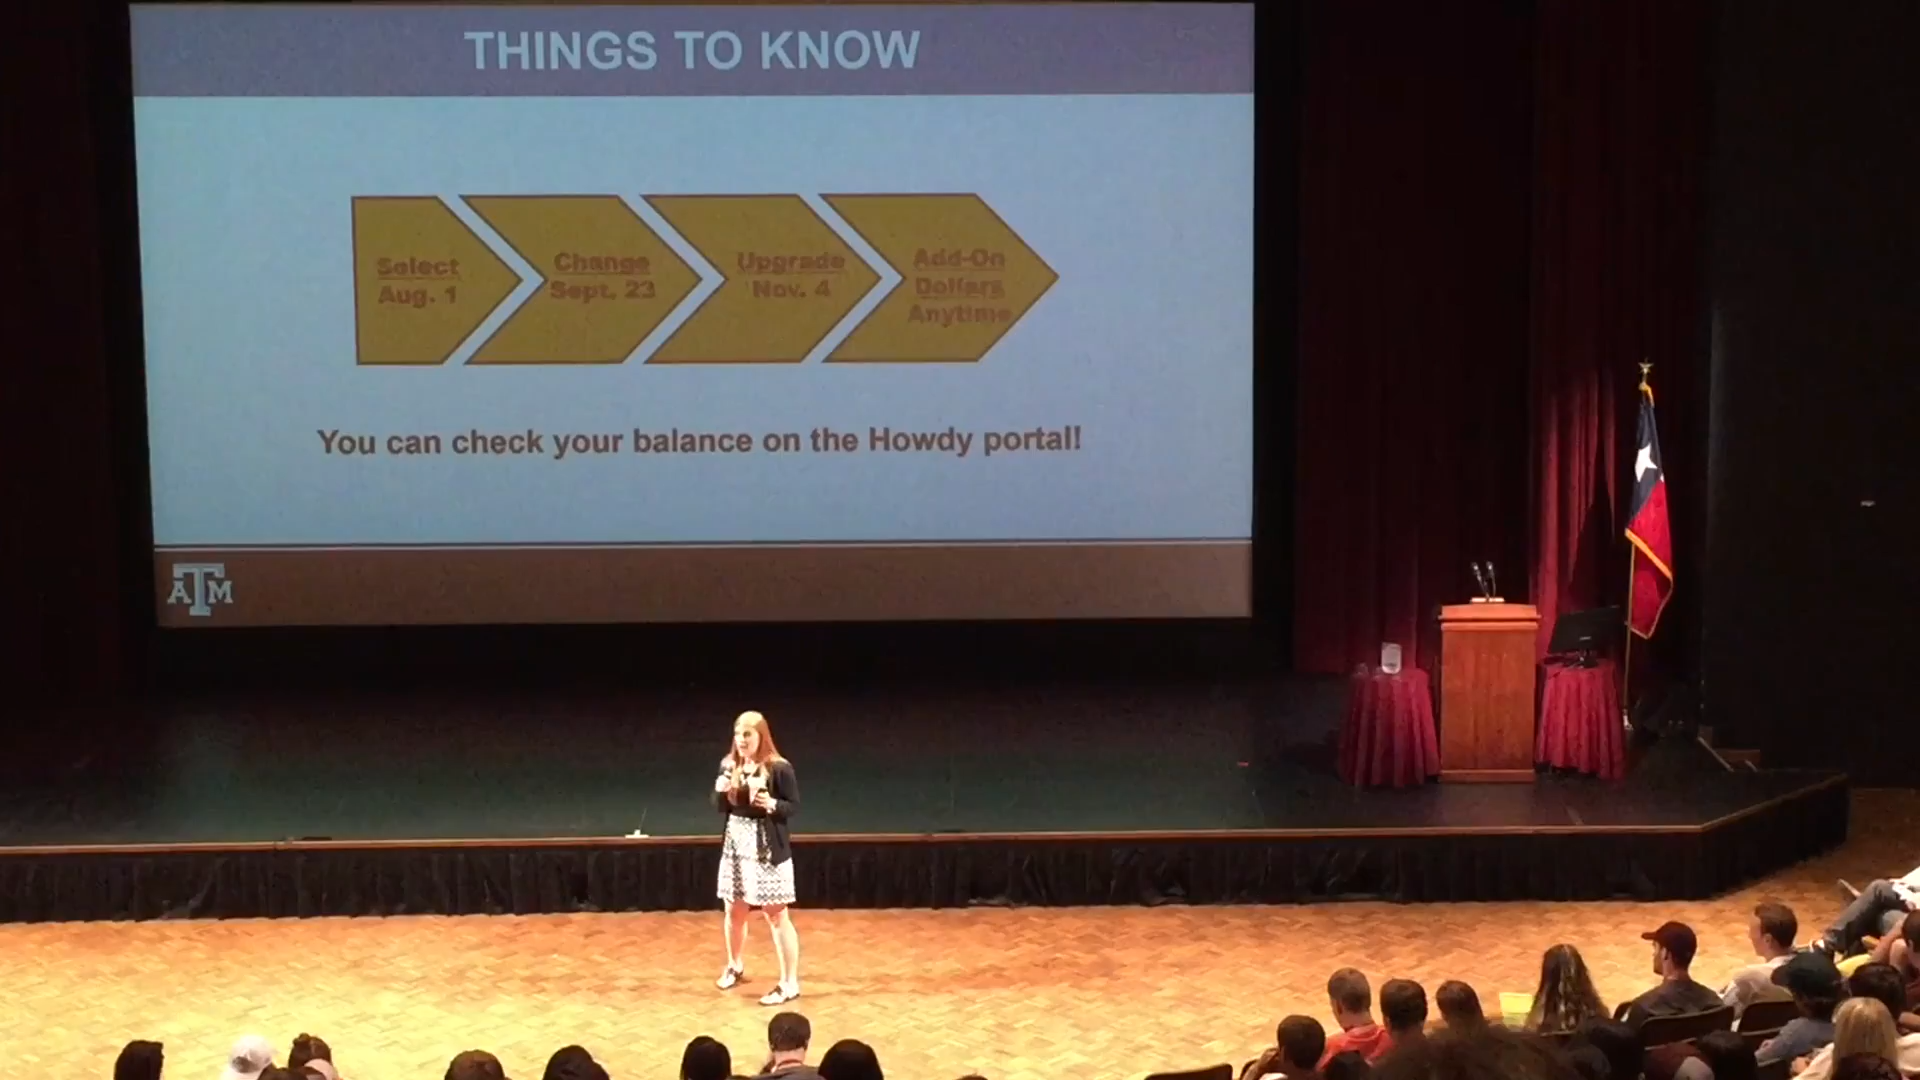 THINGS TO KNOW
Select
Aug. 1
Change
Sept. 23
Upgrade
Nov. 4
Add-On
Dollars
Anytime
You can check your balance on the Howdy portal!
ATM